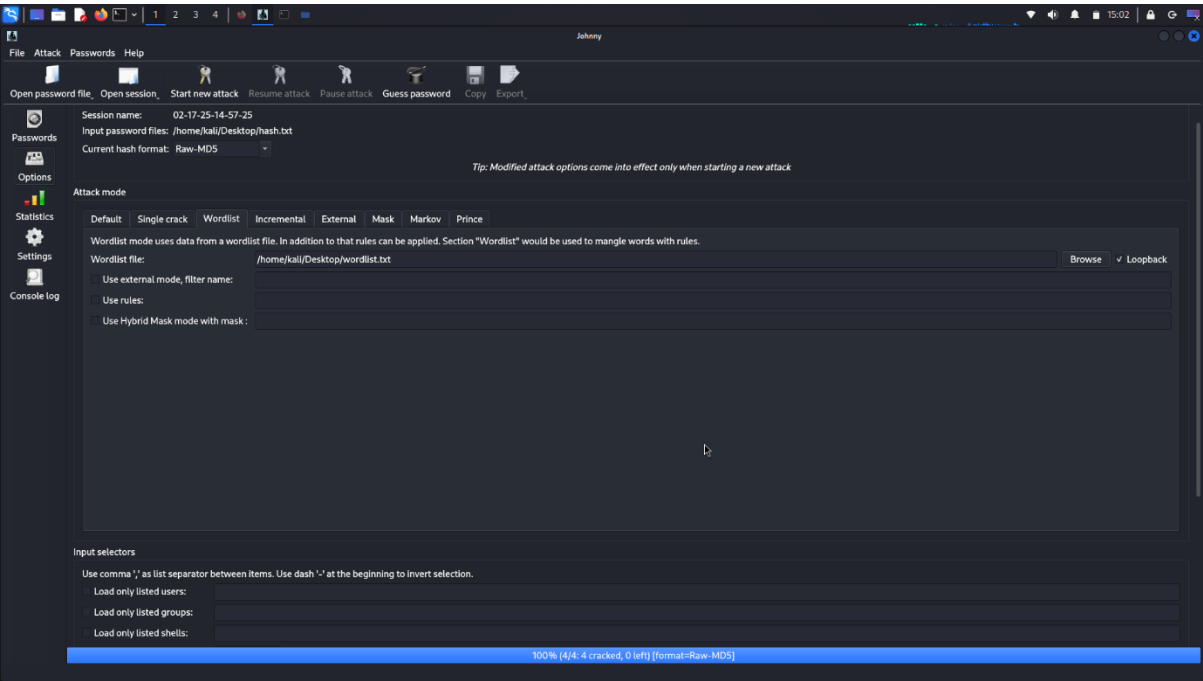 1 2 3 4 15:02
Johnny
File Attack Passwords Help
Open password file Open session Start new attack Resume attack Pause attack Guess password Copy Export
Passwords
Options
Statistics
Settings
Console log
Session name: 02-17-25-14-57-25
Input password files: /home/kali/Desktop/hash.txt
Current hash format: Raw-MD5
Tip: Modified attack options come into effect only when starting a new attack
Attack mode
Default Single crack Wordlist Incremental External Mask Markov Prince
Wordlist mode uses data from a wordlist file. In addition to that rules can be applied. Section "Wordlist" would be used to mangle words with rules.
Wordlist file: /home/kali/Desktop/wordlist.txt Browse ✓ Loopback
Use external mode, filter name:
Use rules:
Use Hybrid Mask mode with mask :
Input selectors
Use comma ',' as list separator between items. Use dash '-' at the beginning to invert selection.
Load only listed users:
Load only listed groups:
Load only listed shells:
100% (4/4: 4 cracked, 0 left) [format=Raw-MD5]